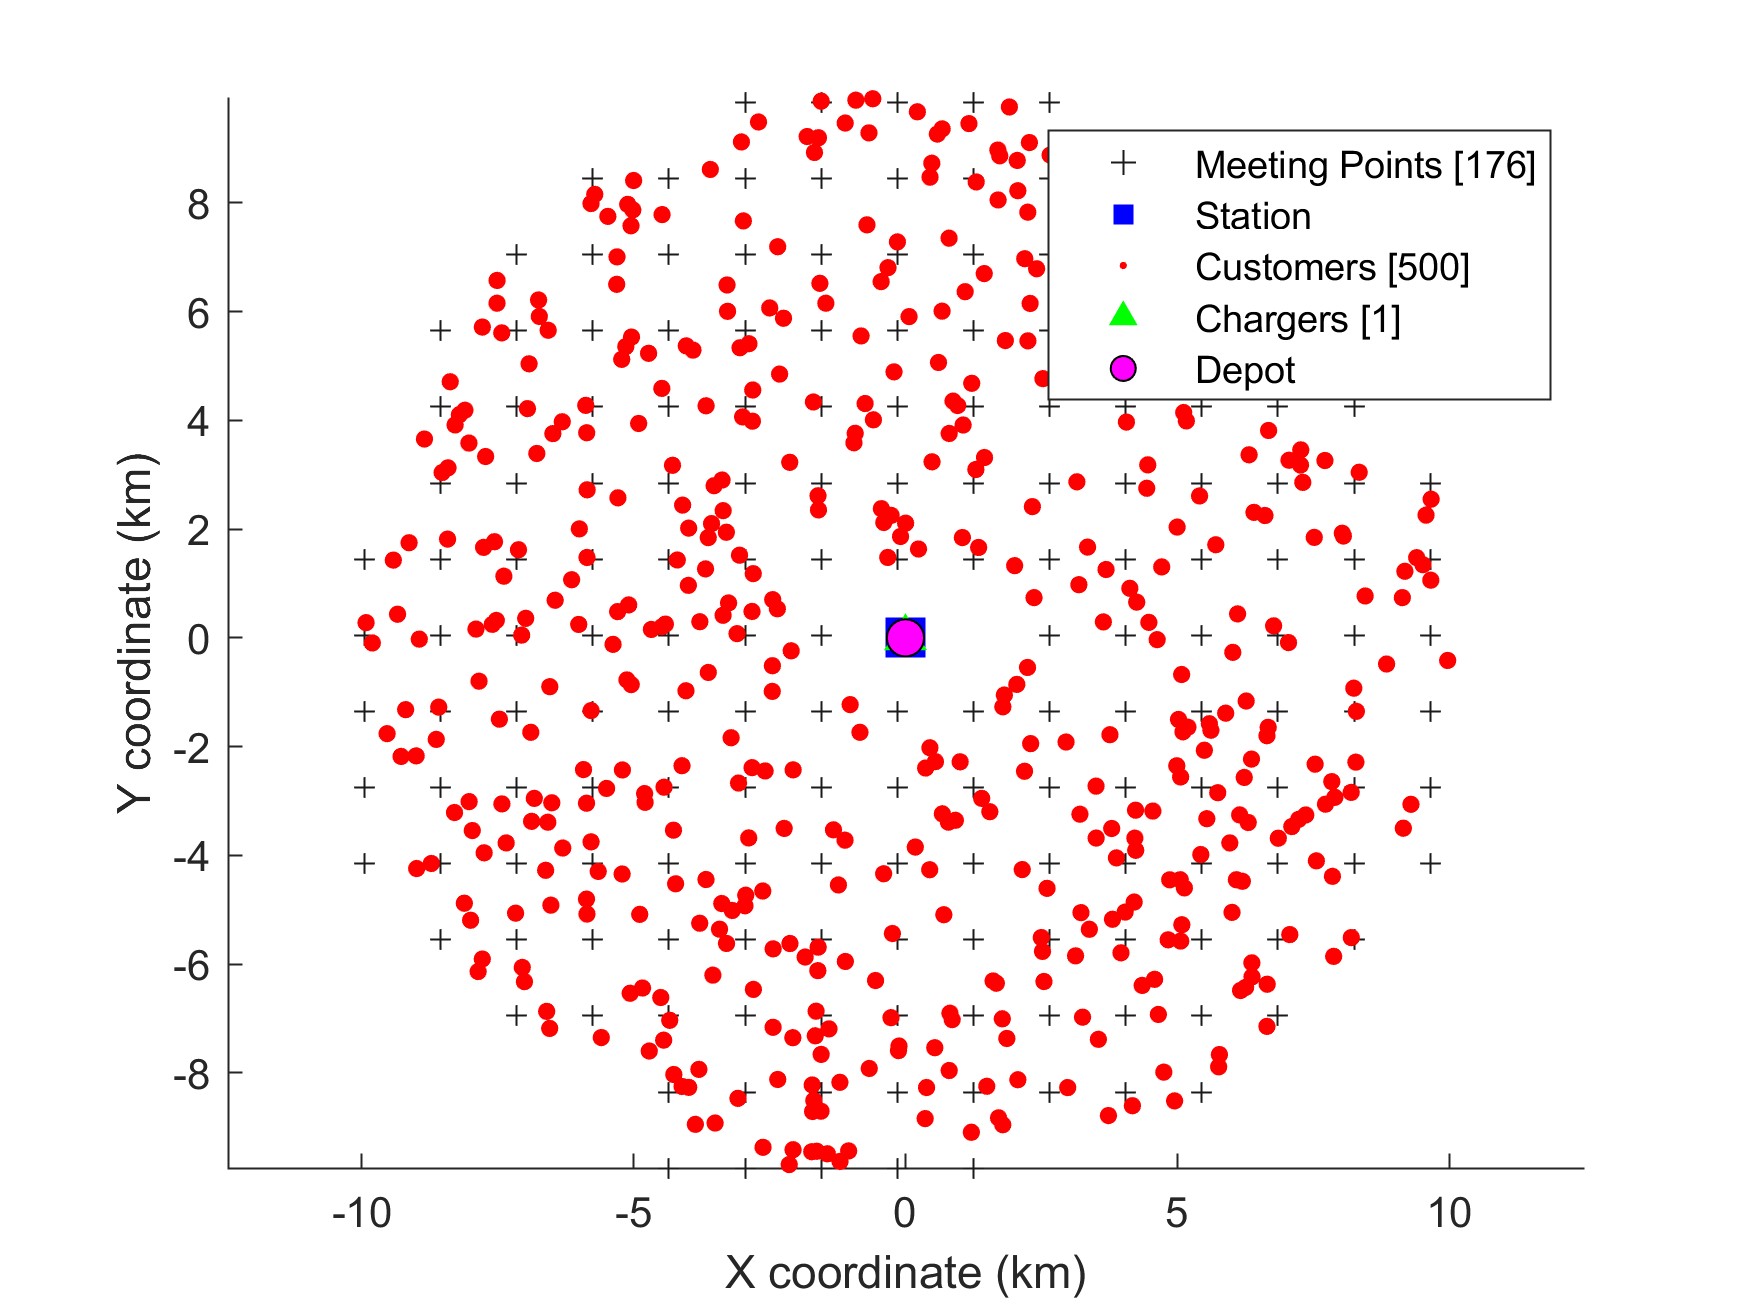 Meeting Points [176]
Station
Customers [500]
Chargers [1]
Depot
8
6
4
2
0
-2
-4
-6
-8
Y coordinate (km)
-10 -5 0 5 10
X coordinate (km)